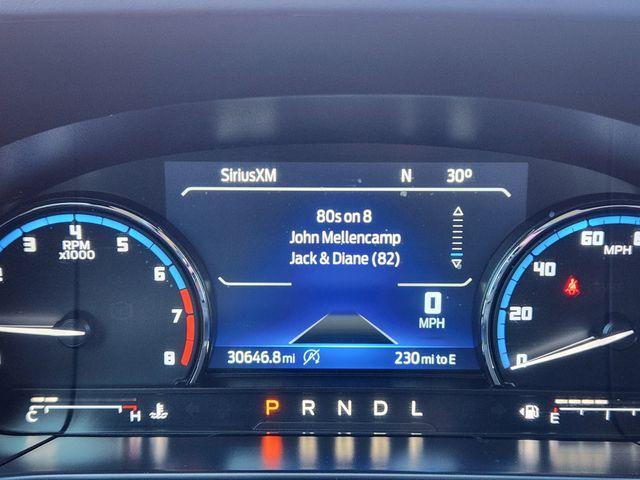 SiriusXM N 30°
80s on 8
John Mellencamp
Jack & Diane (82)
0
MPH
30646.8 mi 230 mi to E
2 3 4 5 6 7 8
RPM
x1000
0 20 40 60
MPH
P R N D L
C H
E